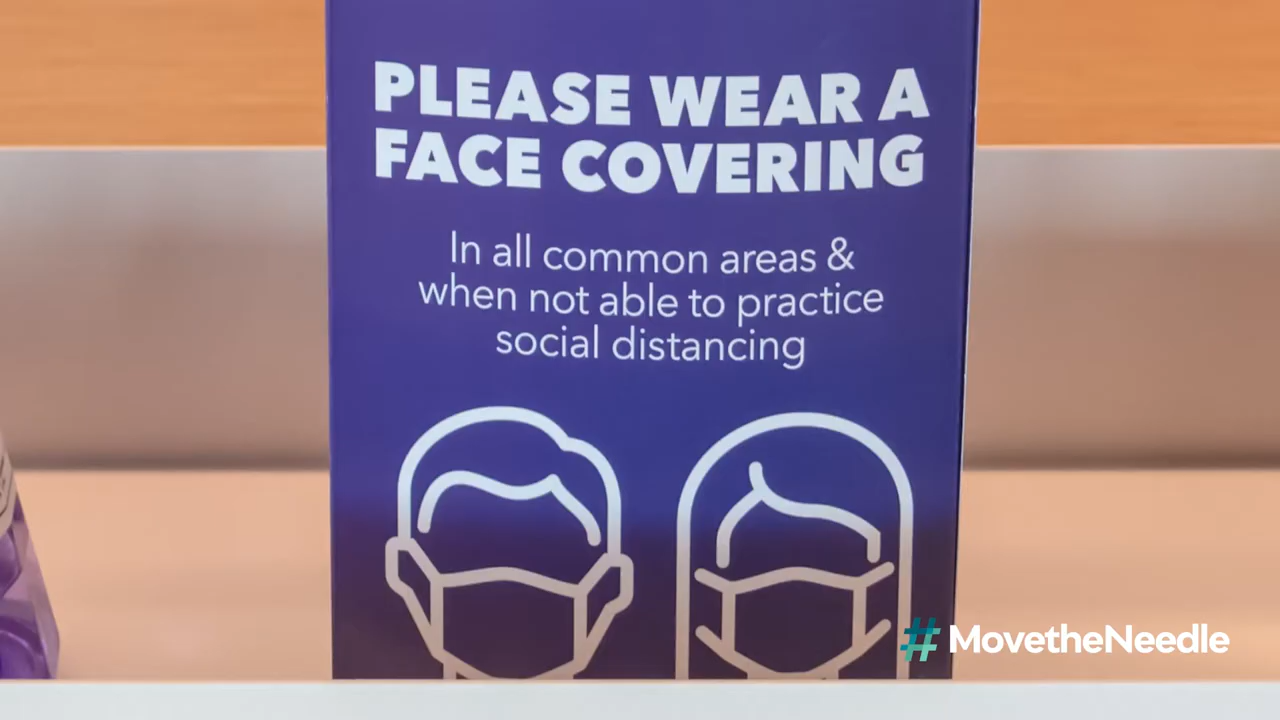 PLEASE WEAR A
FACE COVERING
In all common areas &
when not able to practice
social distancing
#MovetheNeedle